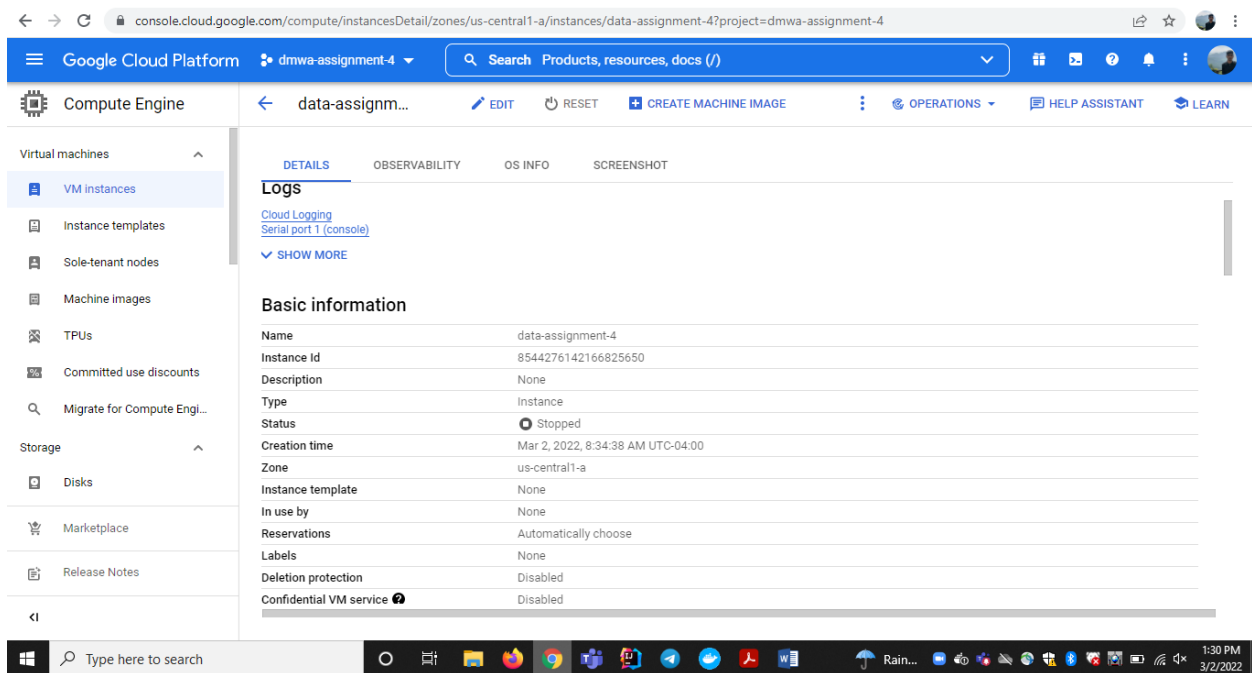 console.cloud.google.com/compute/instancesDetail/zones/us-central1-a/instances/data-assignment-4?project=dmwa-assignment-4
Google Cloud Platform dmwa-assignment-4 Search Products, resources, docs (/)
Compute Engine data-assignm... EDIT RESET CREATE MACHINE IMAGE OPERATIONS HELP ASSISTANT LEARN
Virtual machines
VM instances
Instance templates
Sole-tenant nodes
Machine images
TPUs
Committed use discounts
Migrate for Compute Engi...
Storage
Disks
Marketplace
Release Notes
DETAILS OBSERVABILITY OS INFO SCREENSHOT
Logs
Cloud Logging
Serial port 1 (console)
SHOW MORE
Basic information
Name data-assignment-4
Instance Id 8544276142166825650
Description None
Type Instance
Status Stopped
Creation time Mar 2, 2022, 8:34:38 AM UTC-04:00
Zone us-central1-a
Instance template None
In use by None
Reservations Automatically choose
Labels None
Deletion protection Disabled
Confidential VM service Disabled
Type here to search Rain... 1:30 PM
3/2/2022